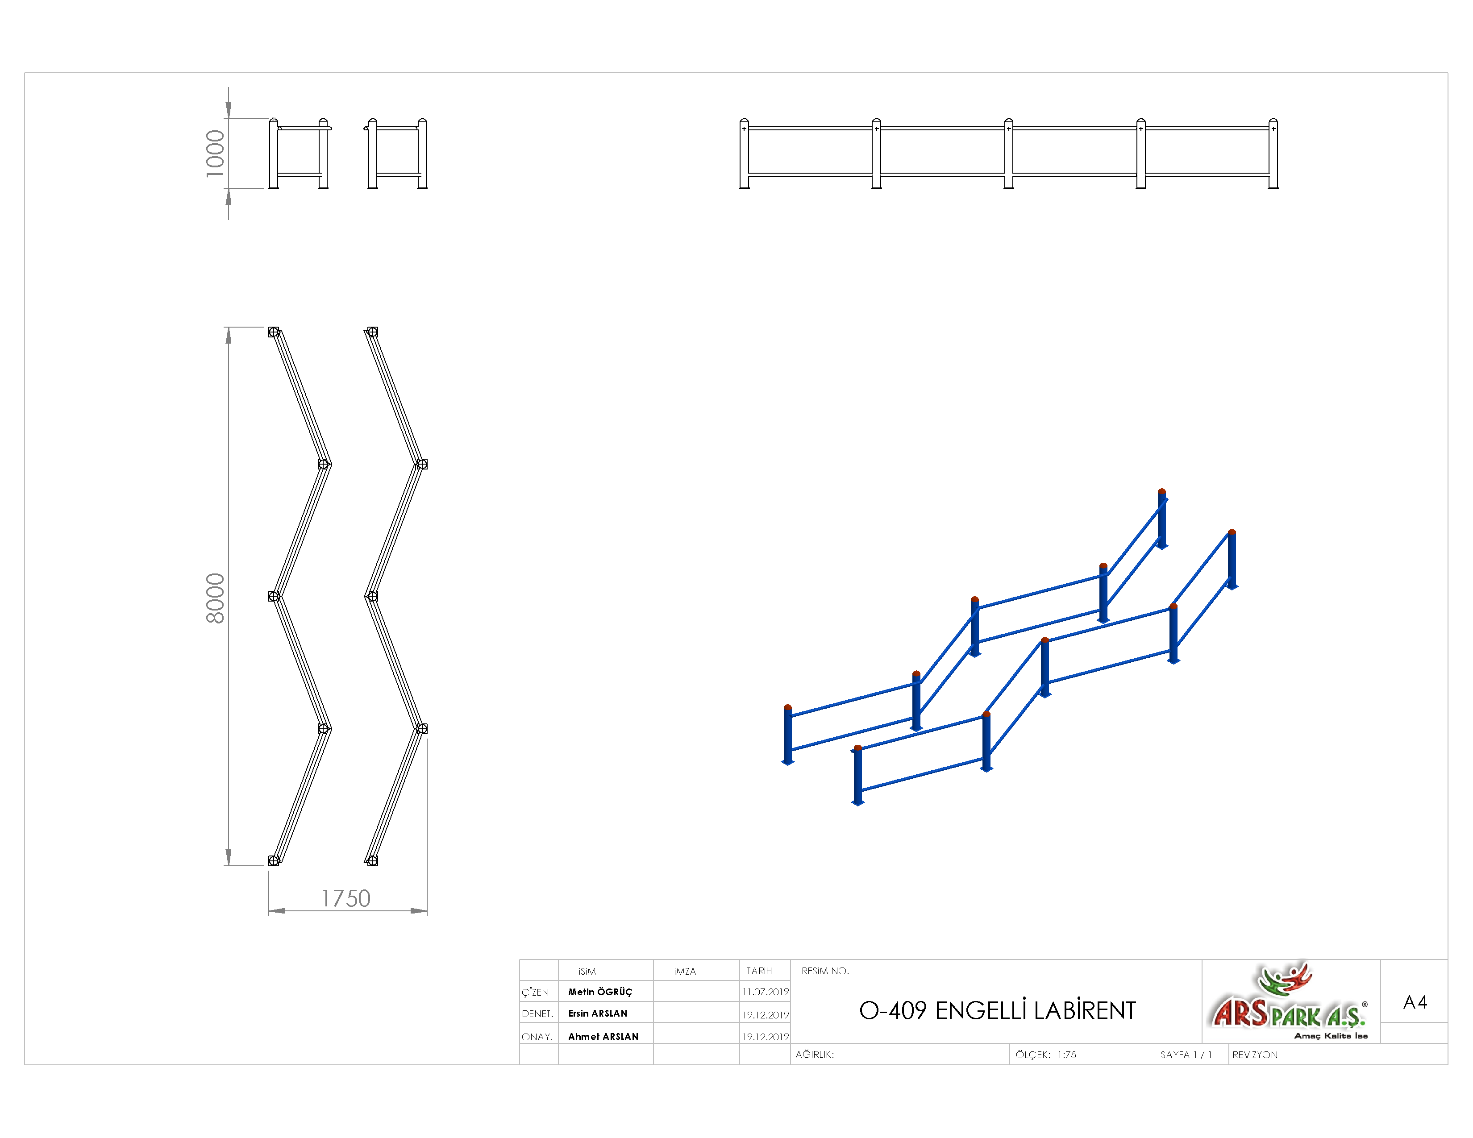 1000
8000
1750
İSİM
İMZA
TARİH
RESİM NO.
ÇİZEN.
Metin ÖGRÜÇ
11.07.2019
DENET.
Ersin ARSLAN
19.12.2019
O-409 ENGELLİ LABİRENT
ONAY.
Ahmet ARSLAN
19.12.2019
ARSPARK A.Ş.®
Amaç Kalite İse
A4
AĞIRLIK:
ÖLÇEK: 1:75
SAYFA 1 / 1
REVİZYON